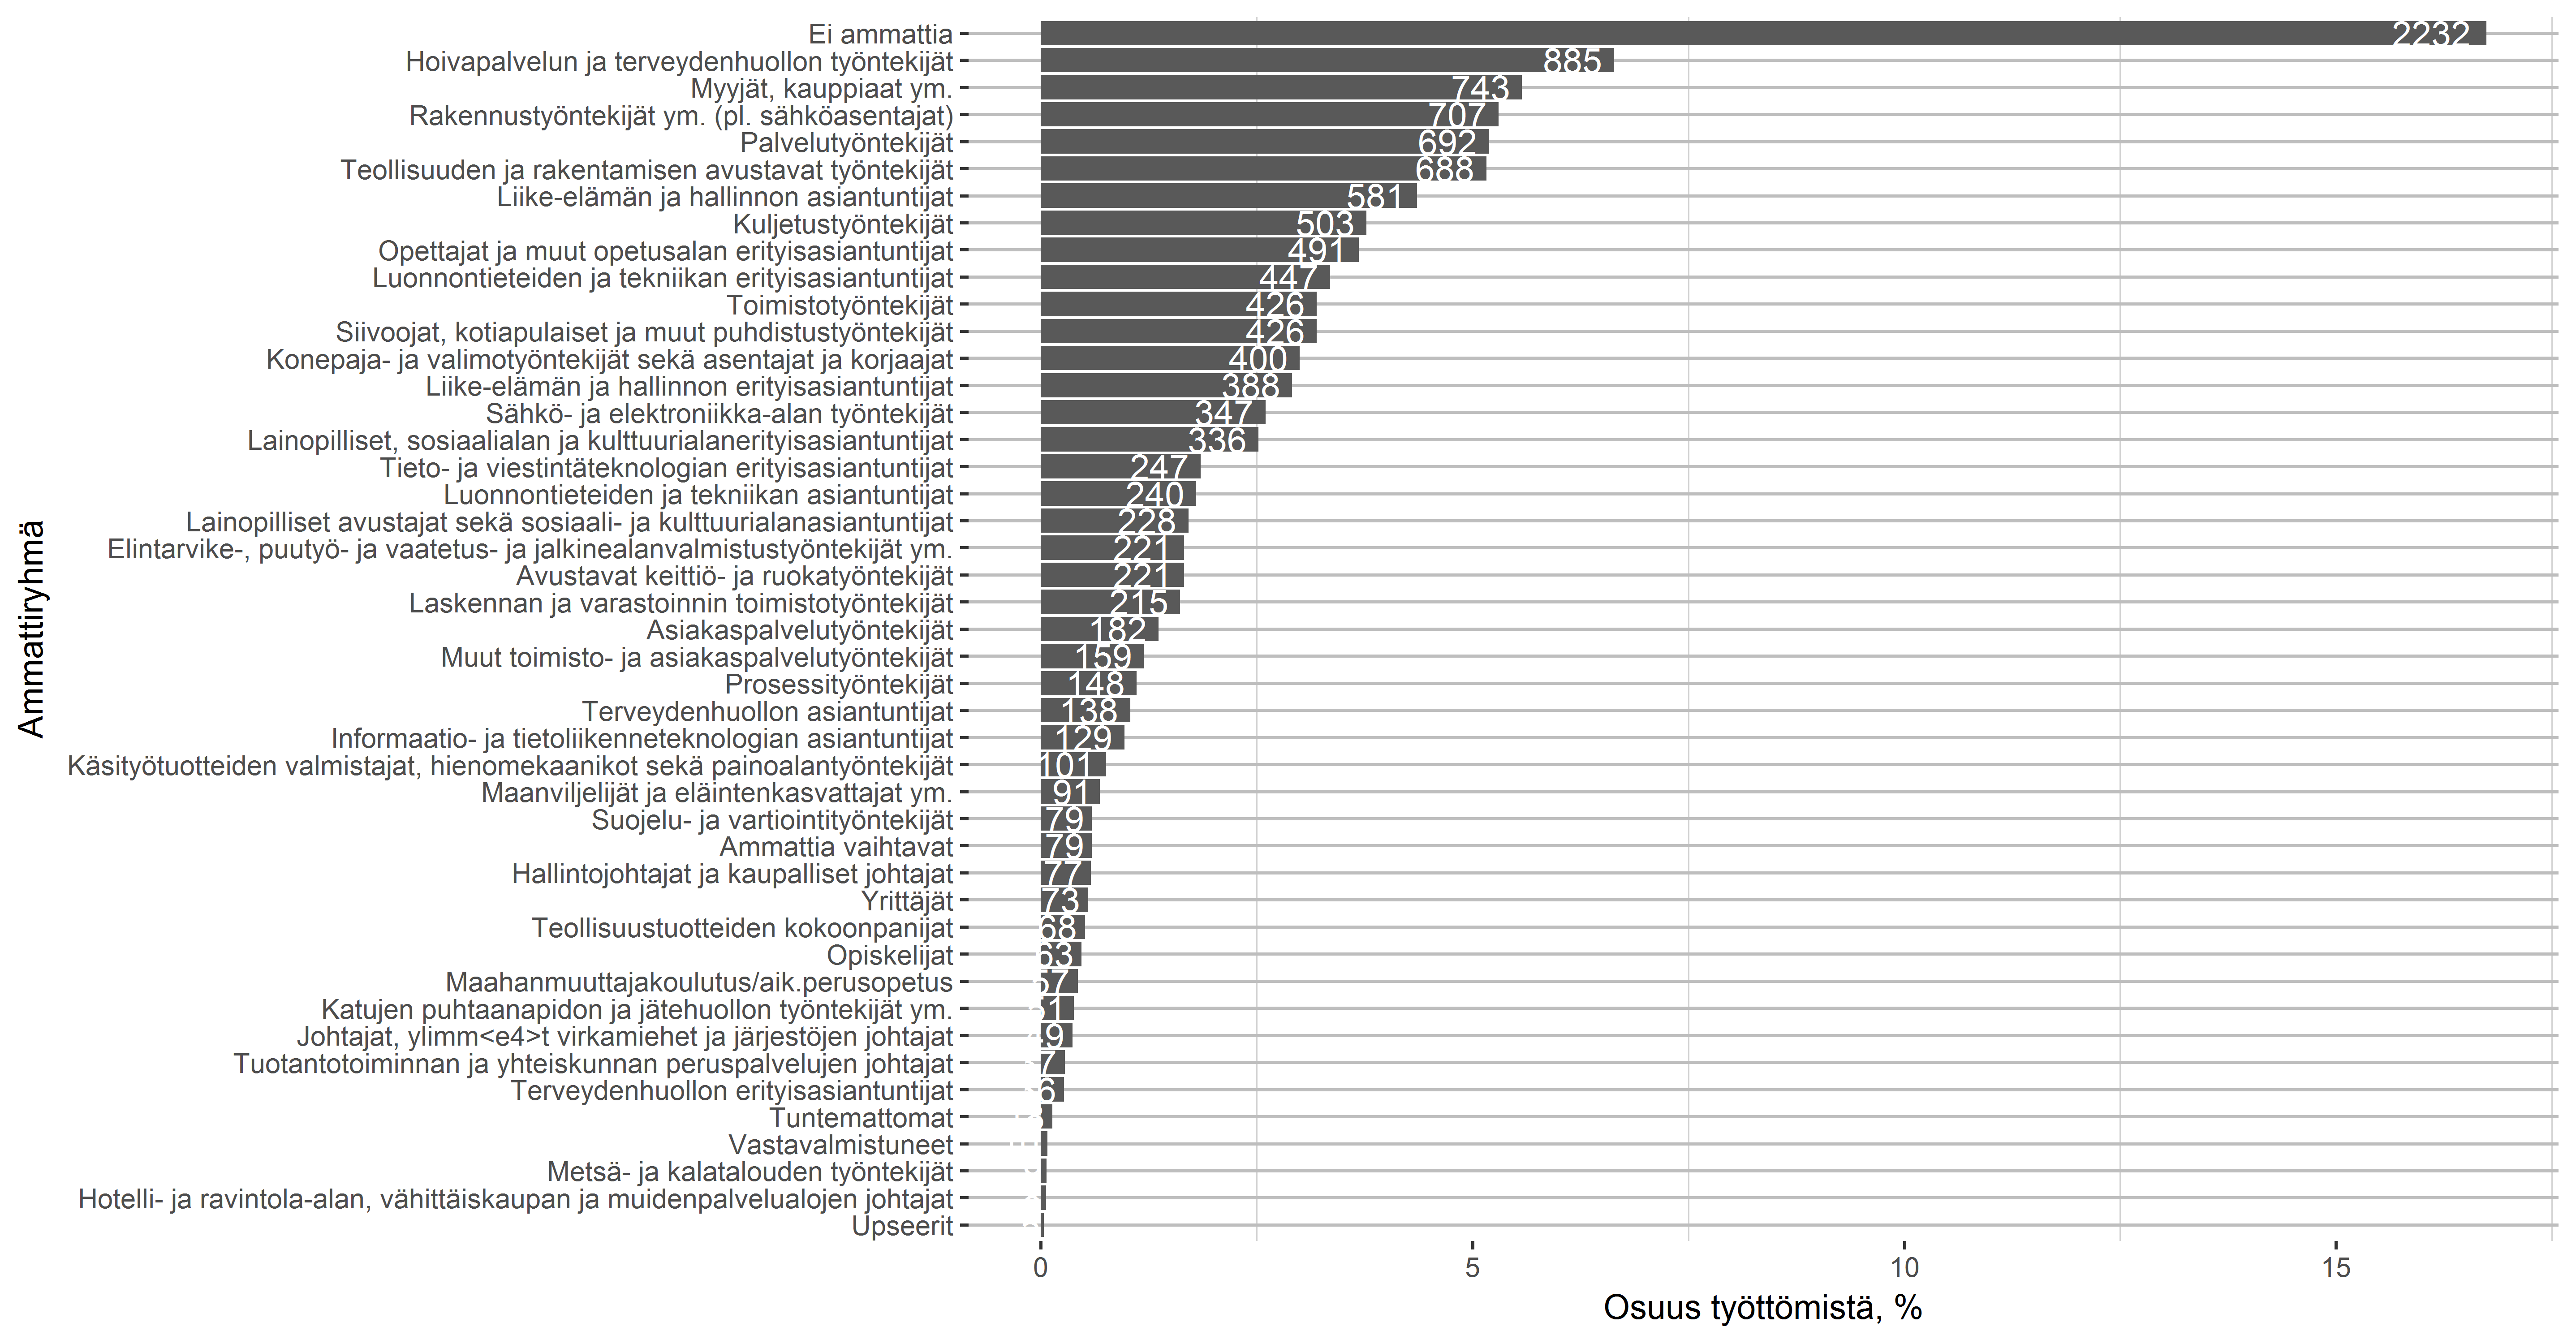 Ei ammattia 2232
Hoivapalvelun ja terveydenhuollon työntekijät 885
Myyjät, kauppiaat ym. 743
Rakennustyöntekijät ym. (pl. sähköasentajat) 707
Palvelutyöntekijät 692
Teollisuuden ja rakentamisen avustavat työntekijät 688
Liike-elämän ja hallinnon asiantuntijat 581
Kuljetustyöntekijät 503
Opettajat ja muut opetusalan erityisasiantuntijat 491
Luonnontieteiden ja tekniikan erityisasiantuntijat 447
Toimistotyöntekijät 426
Siivoojat, kotiapulaiset ja muut puhdistustyöntekijät 426
Konepaja- ja valimotyöntekijät sekä asentajat ja korjaajat 400
Liike-elämän ja hallinnon erityisasiantuntijat 388
Sähkö- ja elektroniikka-alan työntekijät 347
Lainopilliset, sosiaalialan ja kulttuurialanerityisasiantuntijat 336
Tieto- ja viestintäteknologian erityisasiantuntijat 247
Luonnontieteiden ja tekniikan asiantuntijat 240
Lainopilliset avustajat sekä sosiaali- ja kulttuurialanasiantuntijat 228
Elintarvike-, puutyö- ja vaatetus- ja jalkinealanvalmistustyöntekijät ym. 221
Avustavat keittiö- ja ruokatyöntekijät 221
Laskennan ja varastoinnin toimistotyöntekijät 215
Asiakaspalvelutyöntekijät 182
Muut toimisto- ja asiakaspalvelutyöntekijät 159
Prosessityöntekijät 148
Terveydenhuollon asiantuntijat 138
Informaatio- ja tietoliikenneteknologian asiantuntijat 129
Käsityötuotteiden valmistajat, hienomekaanikot sekä painoalantyöntekijät 101
Maanviljelijät ja eläintenkasvattajat ym. 91
Suojelu- ja vartiointityöntekijät 79
Ammattia vaihtavat 79
Hallintojohtajat ja kaupalliset johtajat 77
Yrittäjät 73
Teollisuustuotteiden kokoonpanijat 68
Opiskelijat 63
Maahanmuuttajakoulutus/aik.perusopetus 57
Katujen puhtaanapidon ja jätehuollon työntekijät ym. 51
Johtajat, ylimm<e4>t virkamiehet ja järjestöjen johtajat 49
Tuotantotoiminnan ja yhteiskunnan peruspalvelujen johtajat
Terveydenhuollon erityisasiantuntijat
Tuntemattomat
Vastavalmistuneet
Metsä- ja kalatalouden työntekijät
Hotelli- ja ravintola-alan, vähittäiskaupan ja muidenpalvelualojen johtajat
Upseerit
0 5 10 15
Osuus työttömistä, %
Ammattiryhmä